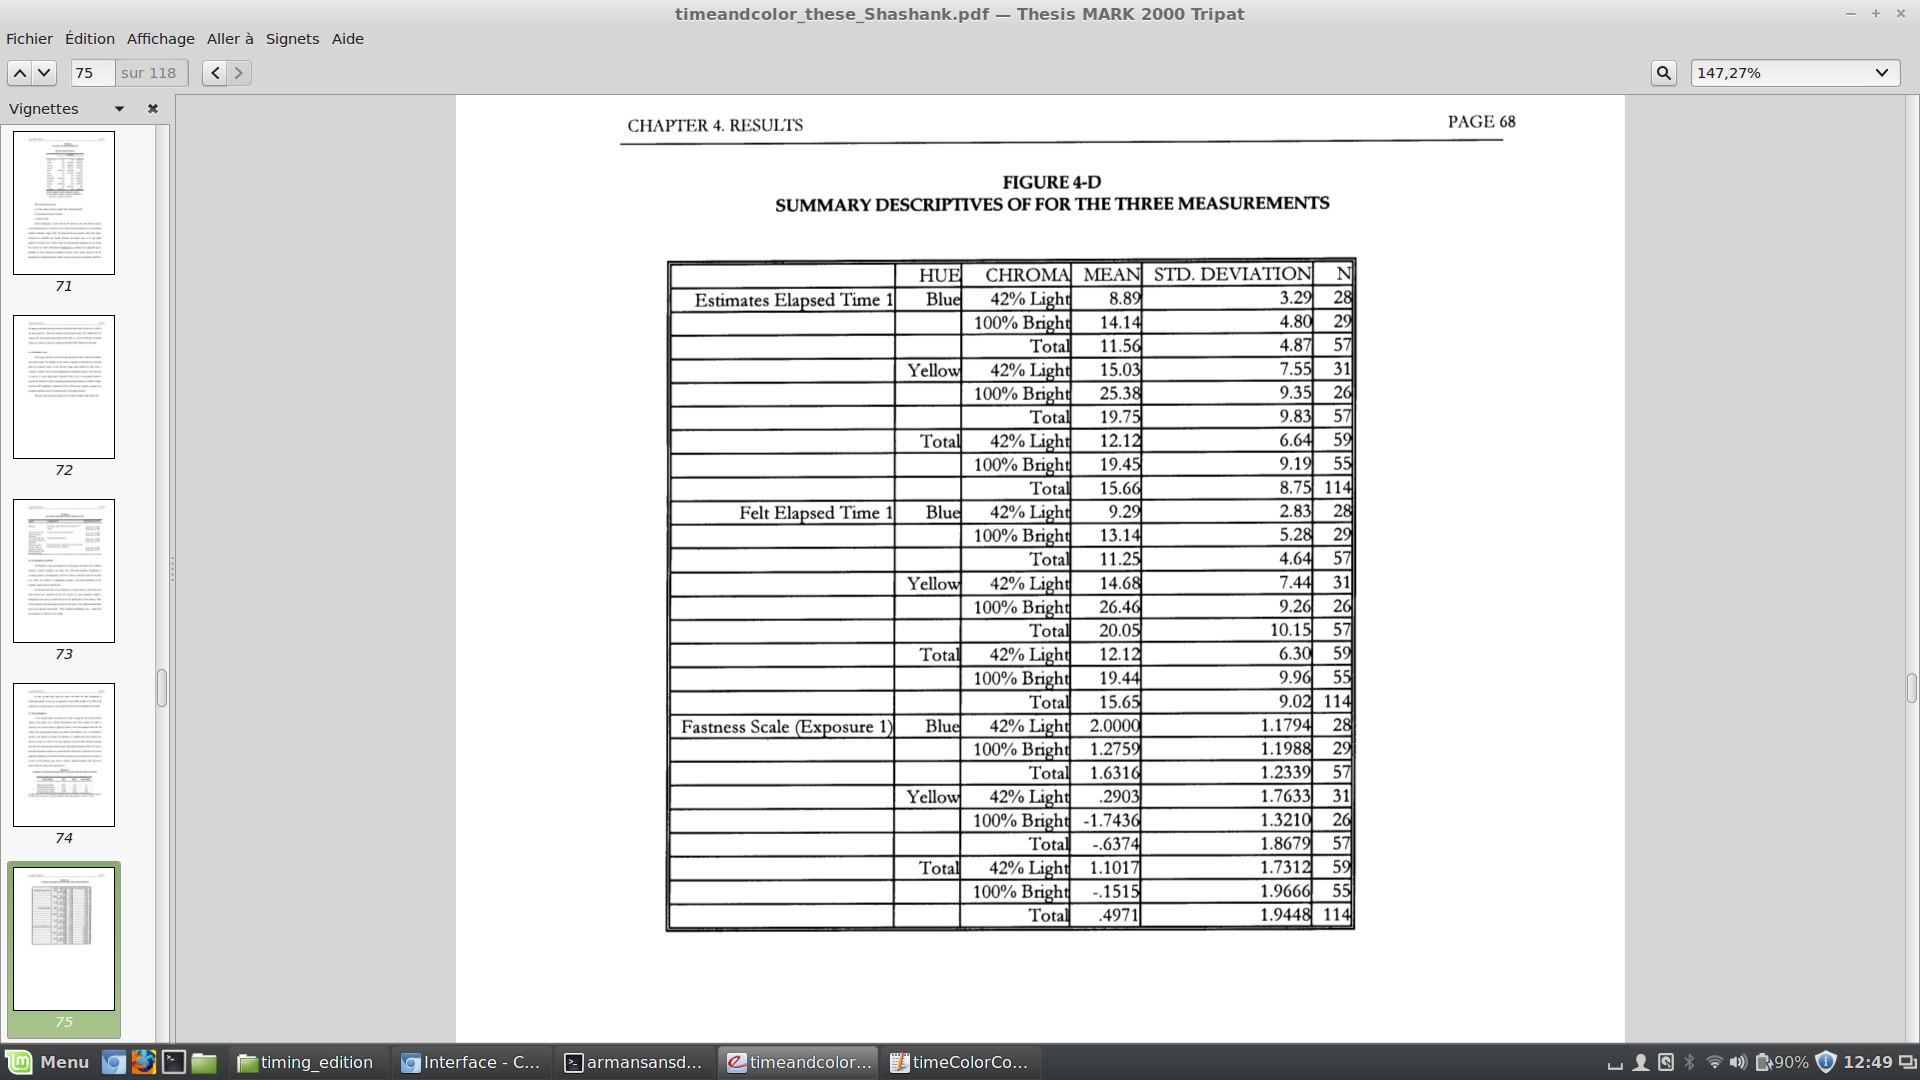 timeandcolor_these_Shashank.pdf — Thesis MARK 2000 Tripat
Fichier Édition Affichage Aller à Signets Aide
75 sur 118 147,27%
Vignettes
71
72
73
74
75
CHAPTER 4. RESULTS PAGE 68
FIGURE 4-D
SUMMARY DESCRIPTIVES OF FOR THE THREE MEASUREMENTS
HUE CHROMA MEAN STD. DEVIATION N
Estimates Elapsed Time 1 Blue 42% Light 8.89 3.29 28
100% Bright 14.14 4.80 29
Total 11.56 4.87 57
Yellow 42% Light 15.03 7.55 31
100% Bright 25.38 9.35 26
Total 19.75 9.83 57
Total 42% Light 12.12 6.64 59
100% Bright 19.45 9.19 55
Total 15.66 8.75 114
Felt Elapsed Time 1 Blue 42% Light 9.29 2.83 28
100% Bright 13.14 5.28 29
Total 11.25 4.64 57
Yellow 42% Light 14.68 7.44 31
100% Bright 26.46 9.26 26
Total 20.05 10.15 57
Total 42% Light 12.12 6.30 59
100% Bright 19.44 9.96 55
Total 15.65 9.02 114
Fastness Scale (Exposure 1) Blue 42% Light 2.0000 1.1794 28
100% Bright 1.2759 1.1988 29
Total 1.6316 1.2339 57
Yellow 42% Light .2903 1.7633 31
100% Bright -1.7436 1.3210 26
Total -.6374 1.8679 57
Total 42% Light 1.1017 1.7312 59
100% Bright -.1515 1.9666 55
Total .4971 1.9448 114
Menu timing_edition Interface - C... armansansd... timeandcolor... timeColorCo... 90% 12:49